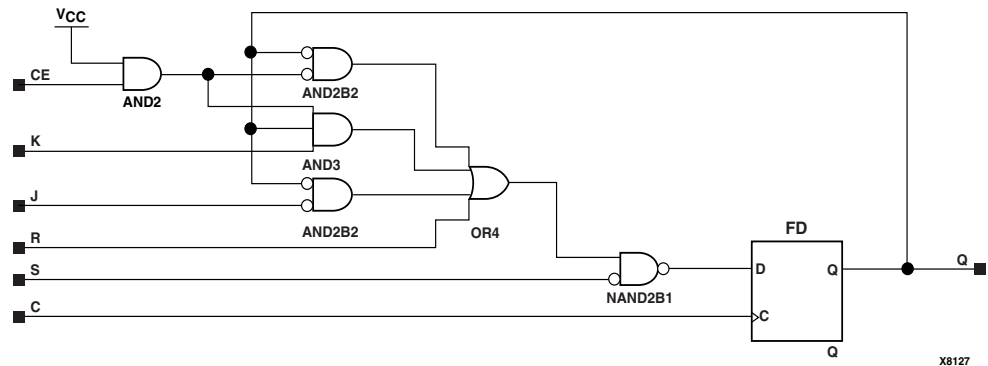 VCC
CE
AND2
AND2B2
K
AND3
J
AND2B2
R
OR4
S
NAND2B1
C
FD
D
Q
C
Q
Q
X8127